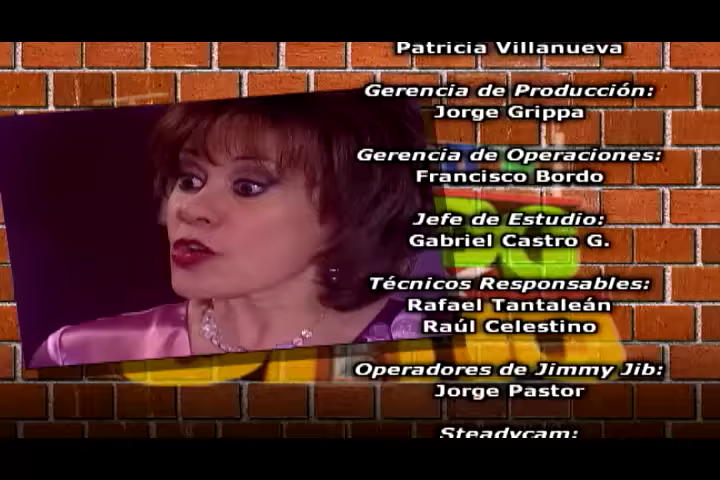 Patricia Villanueva
Gerencia de Producción:
Jorge Grippa
Gerencia de Operaciones:
Francisco Bordo
Jefe de Estudio:
Gabriel Castro G.
Técnicos Responsables:
Rafael Tantaleán
Raúl Celestino
Operadores de Jimmy Jib:
Jorge Pastor
Steadycam: